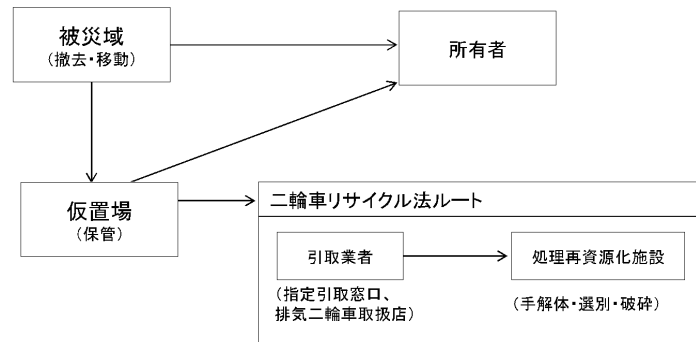 被災域
(撤去・移動)
所有者
仮置場
(保管)
二輪車リサイクル法ルート
引取業者
処理再資源化施設
(指定引取窓口、
排気二輪車取扱店)
(手解体・選別・破砕)